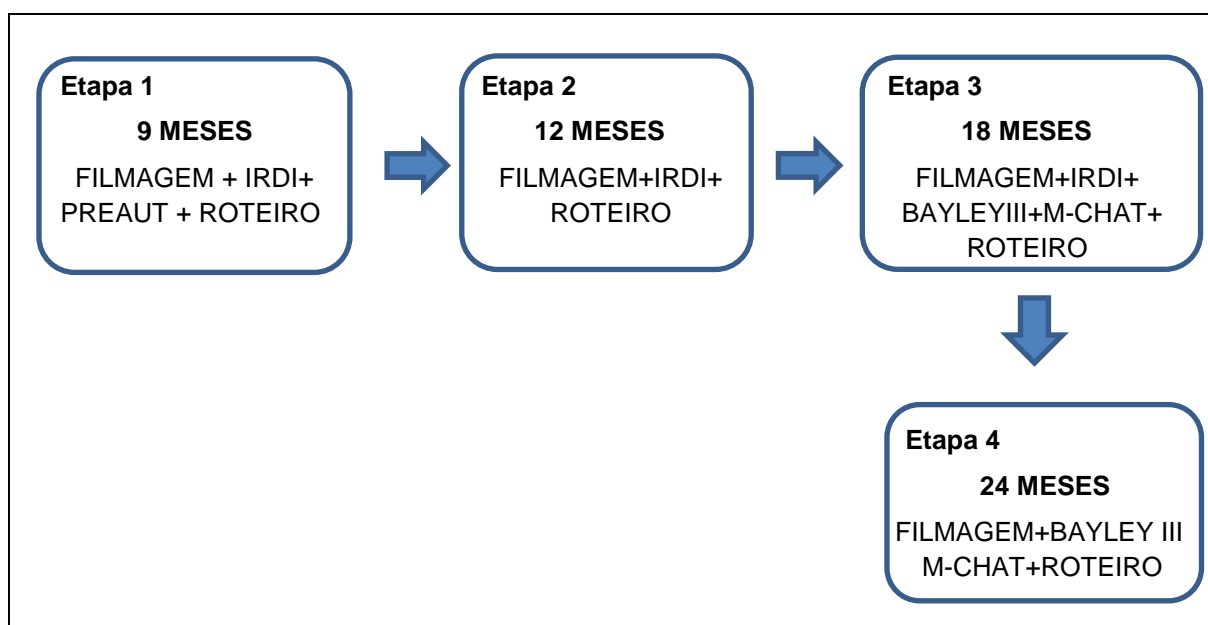 Etapa 1
9 MESES
FILMAGEM + IRDI+
PREAUT + ROTEIRO
Etapa 2
12 MESES
FILMAGEM+IRDI+
ROTEIRO
Etapa 3
18 MESES
FILMAGEM+IRDI+
BAYLEYIII+M-CHAT+
ROTEIRO
Etapa 4
24 MESES
FILMAGEM+BAYLEY III
M-CHAT+ROTEIRO